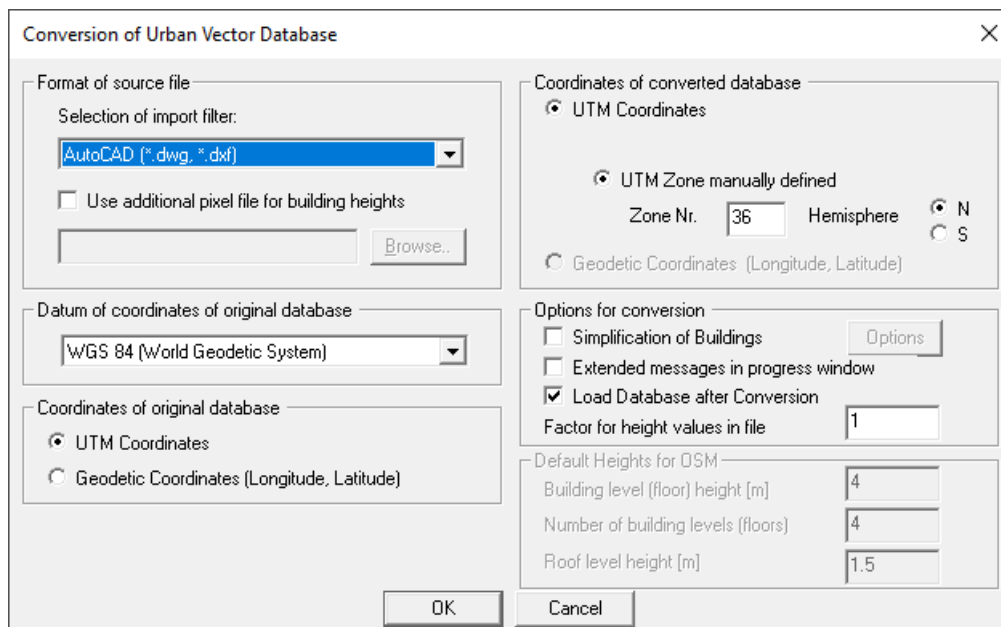 Conversion of Urban Vector Database
Format of source file
Selection of import filter:
AutoCAD (*.dwg, *.dxf)
Use additional pixel file for building heights
Browse..
Datum of coordinates of original database
WGS 84 (World Geodetic System)
Coordinates of original database
UTM Coordinates
Geodetic Coordinates (Longitude, Latitude)
Coordinates of converted database
UTM Coordinates
UTM Zone manually defined
Zone Nr. 36 Hemisphere N
S
Geodetic Coordinates (Longitude, Latitude)
Options for conversion
Simplification of Buildings Options
Extended messages in progress window
Load Database after Conversion
Factor for height values in file 1
Default Heights for OSM
Building level (floor) height [m] 4
Number of building levels (floors) 4
Roof level height [m] 1.5
OK Cancel